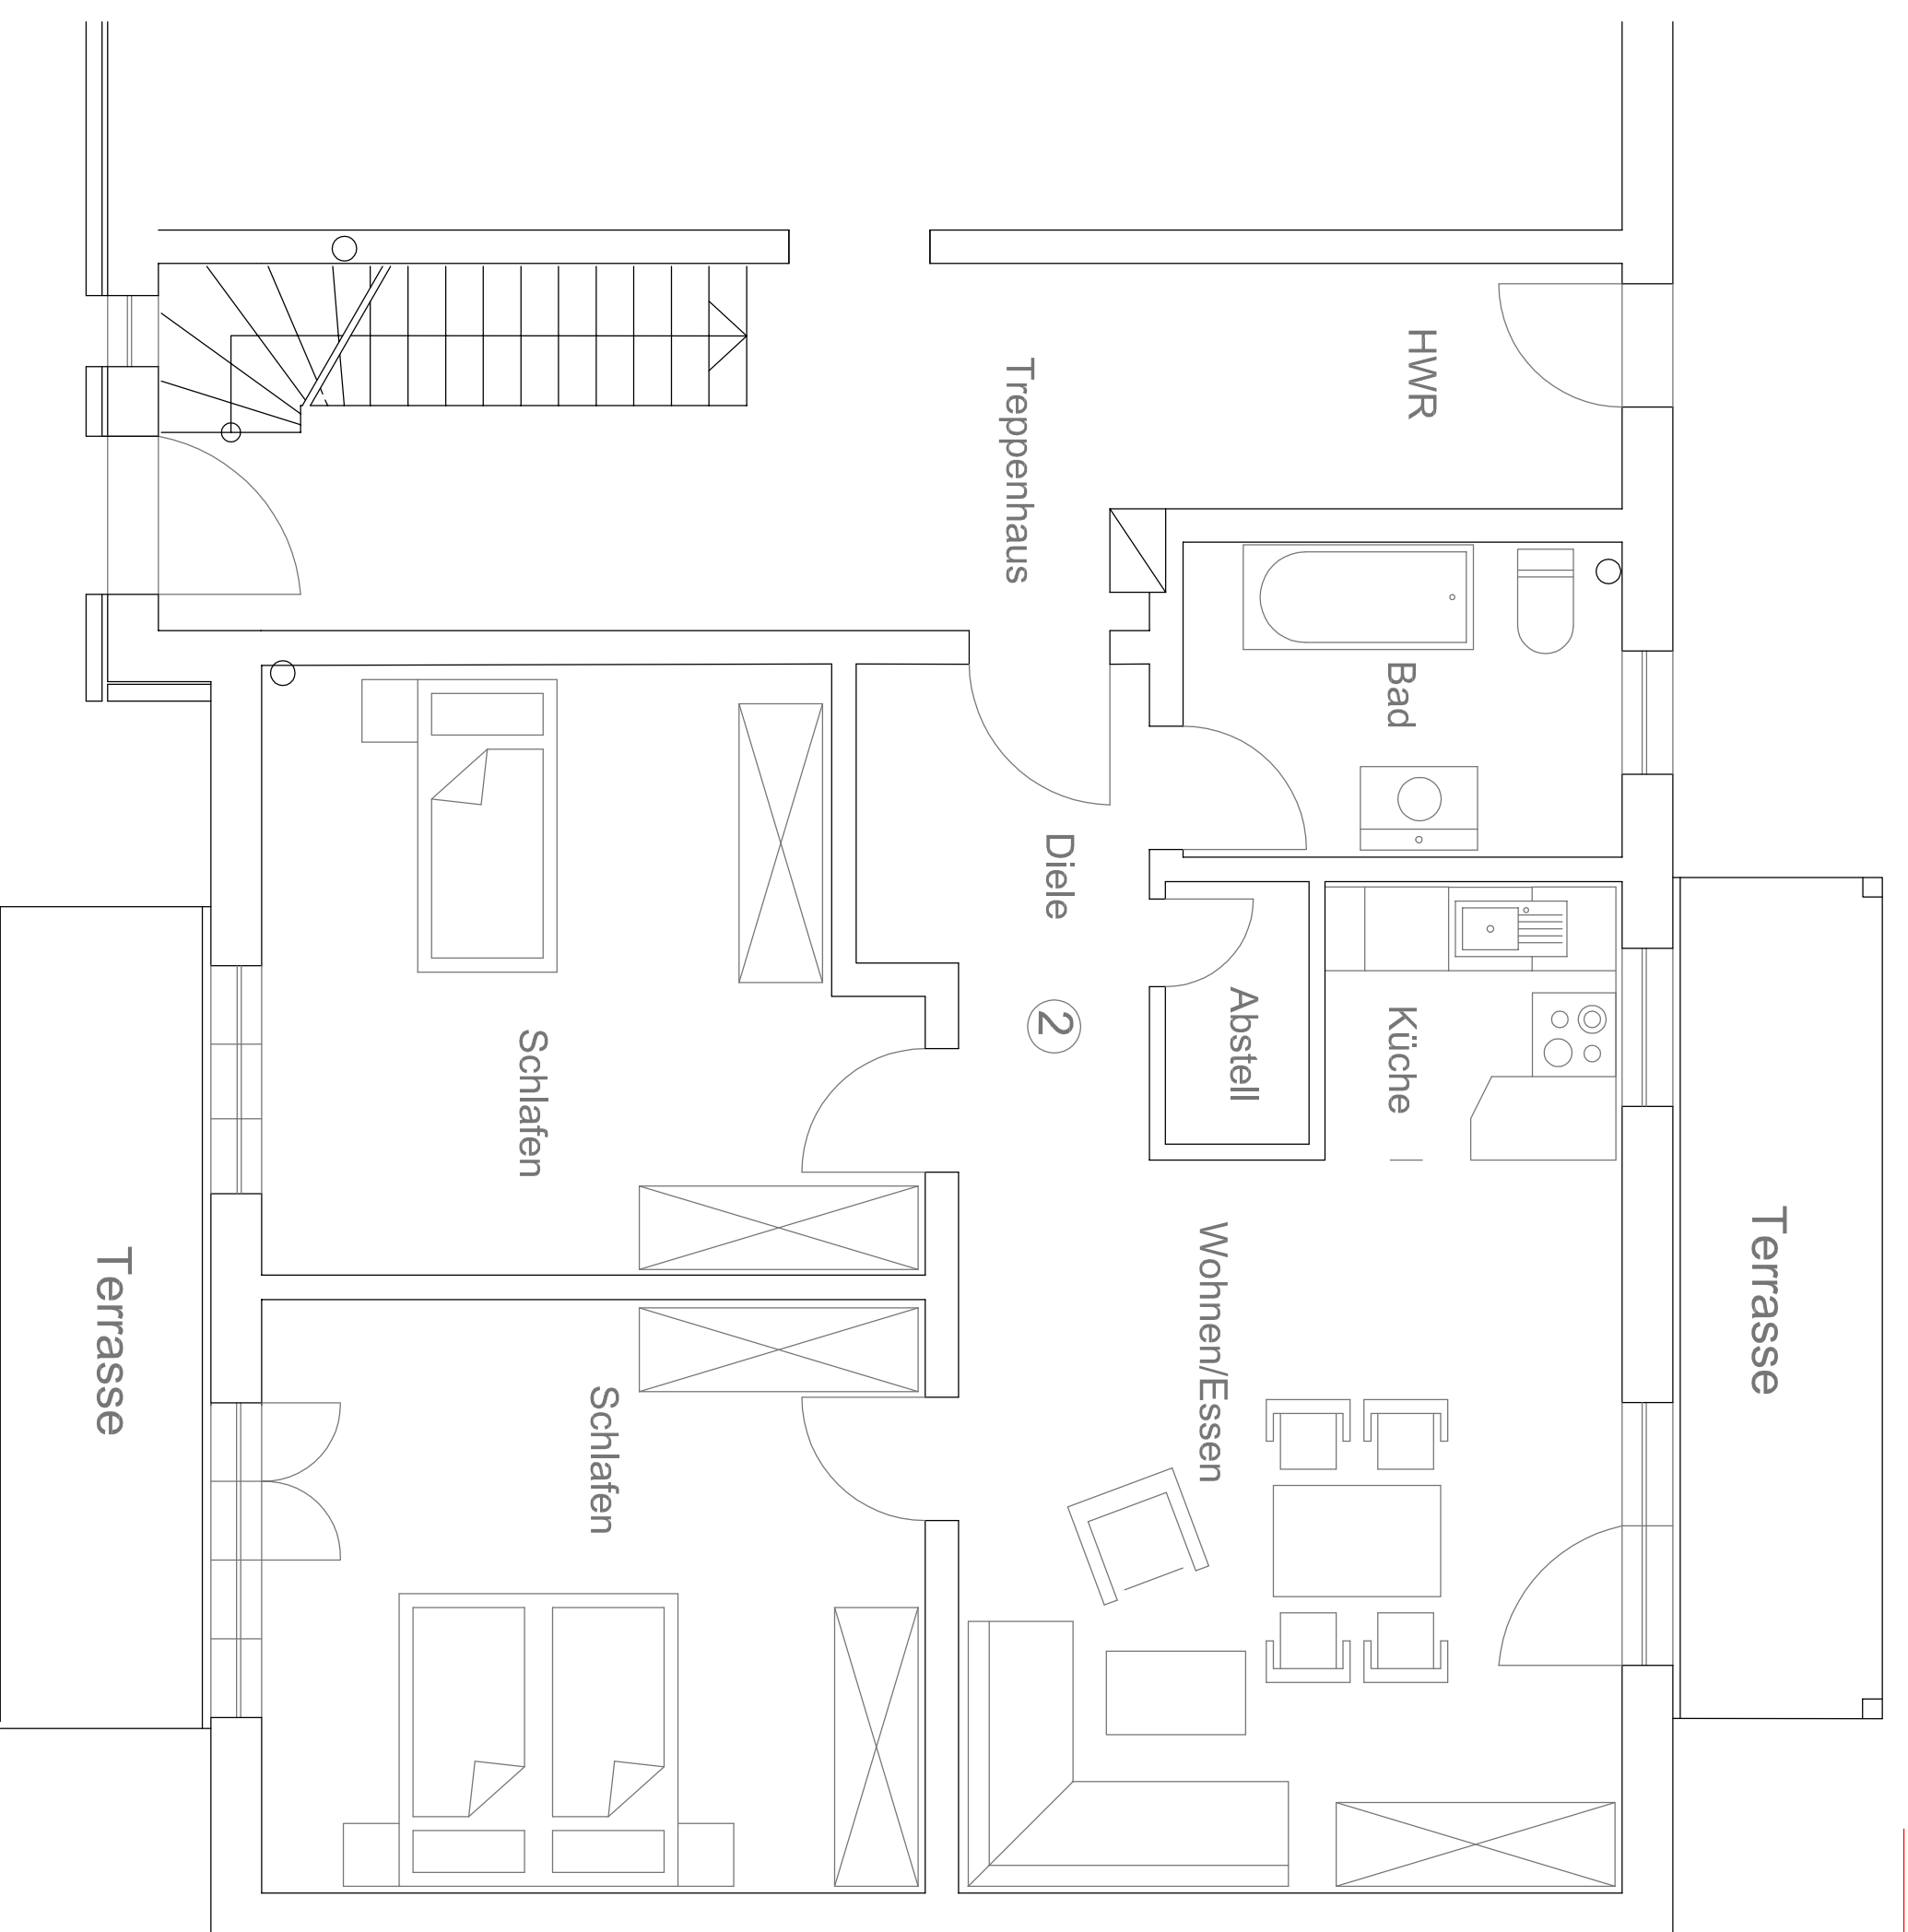 HWR
Treppenhaus
Bad
Diele
2
Abstell
Küche
Schlafen
Wohnen/Essen
Terrasse
Terrasse
Schlafen